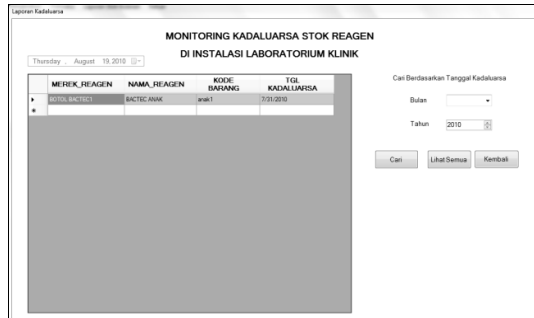 Laporan Kadaluarsa
MONITORING KADALUARSA STOK REAGEN
DI INSTALASI LABORATORIUM KLINIK
Thursday , August 19,2010
MEREK_REAGEN NAMA_REAGEN KODE BARANG TGL KADALUARSA
BOTOL BACTEC1 BACTEC ANAK anak1 7/31/2010
Cari Berdasarkan Tanggal Kadaluarsa
Bulan
Tahun 2010
Cari Lihat Semua Kembali